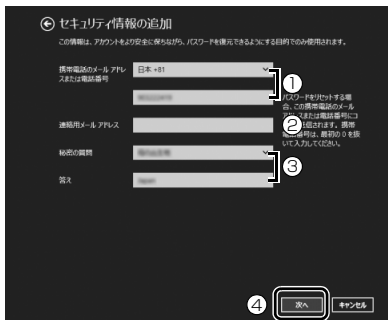 セキュリティ情報の追加
この情報は、アカウントをより安全に保ちながら、パスワードを復元できるようにする目的でのみ使用されます。
携帯電話のメール アドレ
スまたは電話番号
日本 +81
①
パスワードをリセットする場
合、この携帯電話のメール
アドレスまたは電話番号にコ
信されます。携帯
電話番号は、最初の 0 を抜
いて入力してください。
連絡用メール アドレス
②
秘密の質問
③
答え
Japan
④
次へ
キャンセル